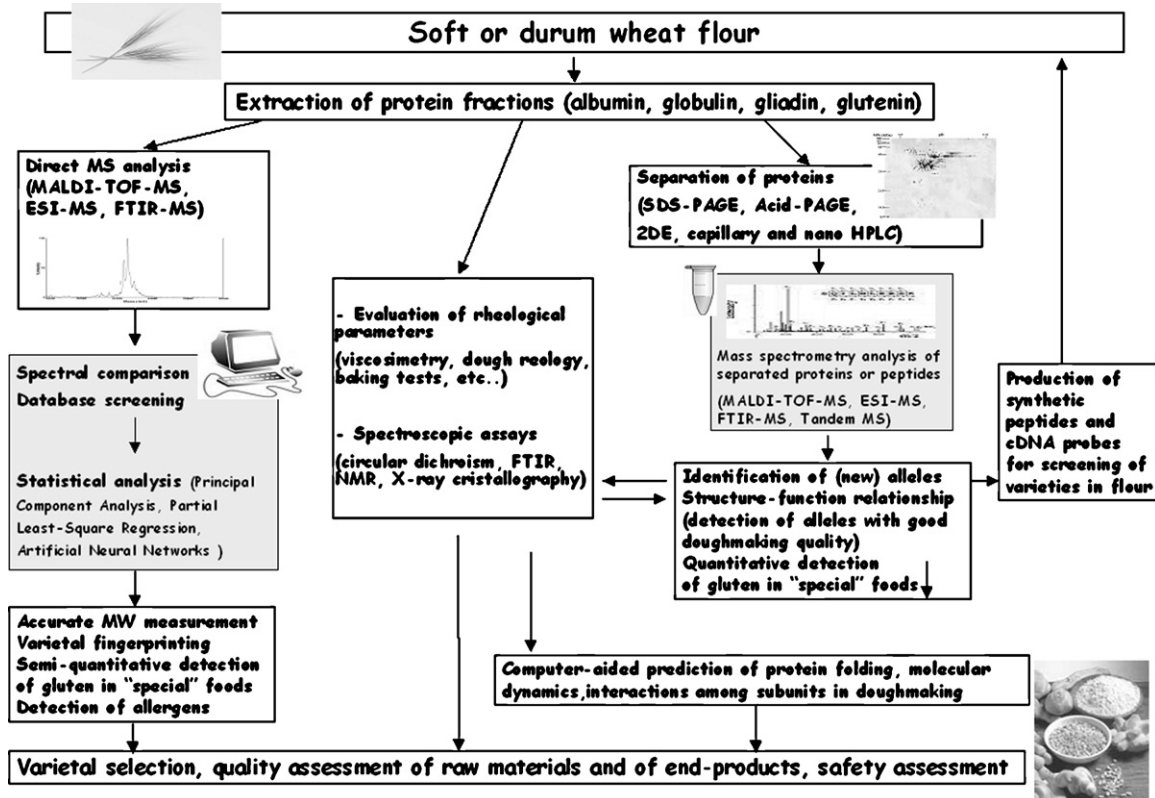 Soft or durum wheat flour
Extraction of protein fractions (albumin, globulin, gliadin, glutenin)
Direct MS analysis
(MALDI-TOF-MS,
ESI-MS, FTIR-MS)
Separation of proteins
(SDS-PAGE, Acid-PAGE,
2DE, capillary and nano HPLC)
- Evaluation of rheological
parameters
(viscosimetry, dough reology,
baking tests, etc..)
- Spectroscopic assays
(circular dichroism, FTIR,
NMR, X-ray cristallography)
Mass spectrometry analysis of
separated proteins or peptides
(MALDI-TOF-MS, ESI-MS,
FTIR-MS, Tandem MS)
Spectral comparison
Database screening
Statistical analysis (Principal
Component Analysis, Partial
Least-Square Regression,
Artificial Neural Networks )
Production of
synthetic
peptides and
cDNA probes
for screening of
varieties in flour
Identification of (new) alleles
Structure-function relationship
(detection of alleles with good
doughmaking quality)
Quantitative detection
of gluten in "special" foods
Accurate MW measurement
Varietal fingerprinting
Semi-quantitative detection
of gluten in "special" foods
Detection of allergens
Computer-aided prediction of protein folding, molecular
dynamics,interactions among subunits in doughmaking
Varietal selection, quality assessment of raw materials and of end-products, safety assessment